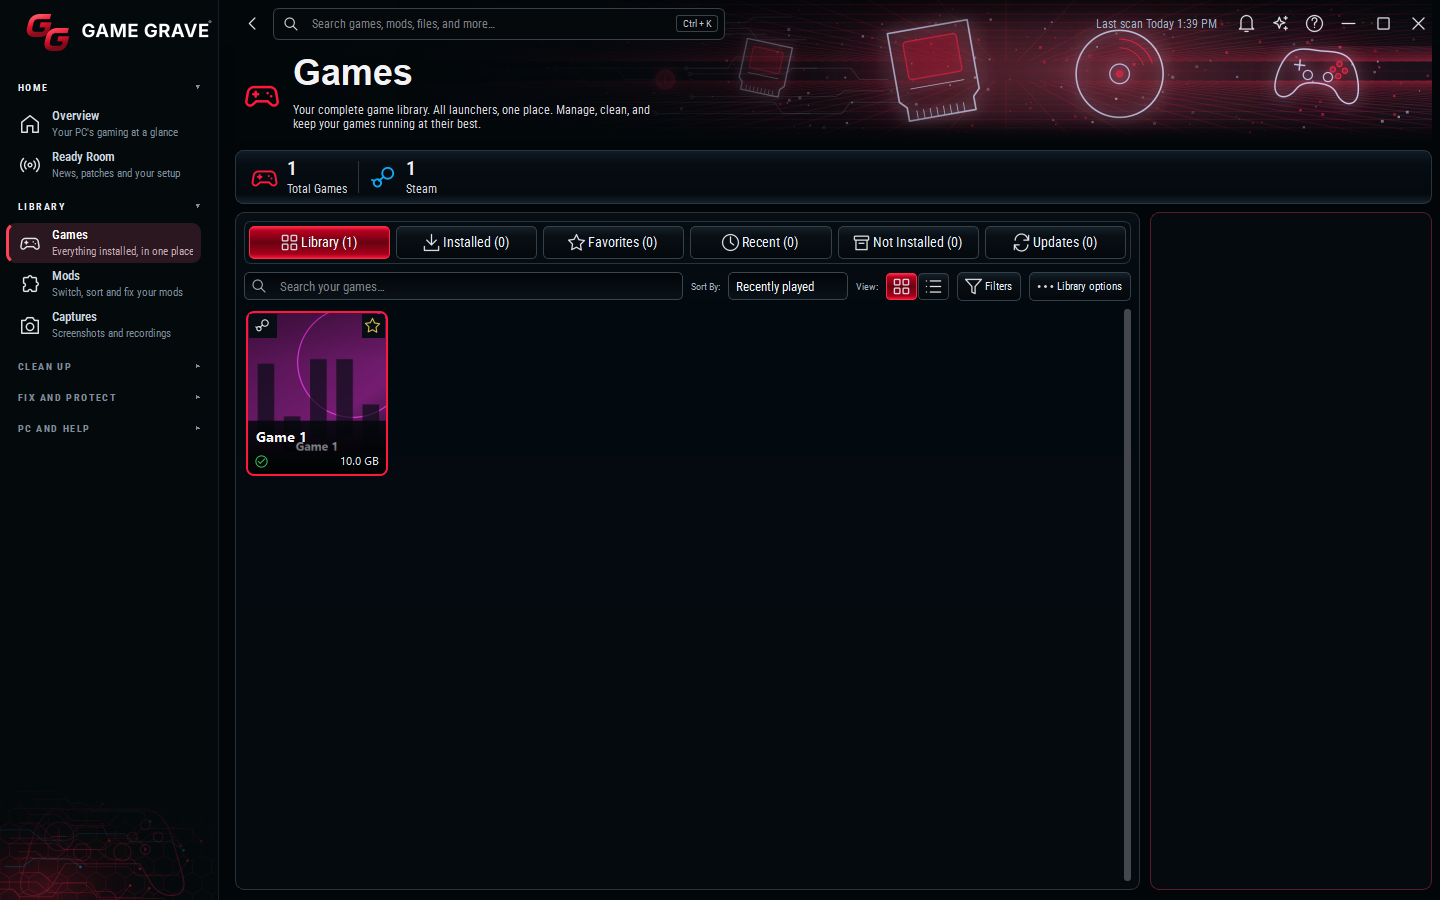 GG GAME GRAVE
Search games, mods, files, and more...
Ctrl + K
Last scan Today 1:39 PM
HOME
Overview
Your PC's gaming at a glance
Ready Room
News, patches and your setup
LIBRARY
Games
Everything installed, in one place
Mods
Switch, sort and fix your mods
Captures
Screenshots and recordings
CLEAN UP
FIX AND PROTECT
PC AND HELP
Games
Your complete game library. All launchers, one place. Manage, clean, and
keep your games running at their best.
1
Total Games
1
Steam
Library (1)
Installed (0)
Favorites (0)
Recent (0)
Not Installed (0)
Updates (0)
Search your games...
Sort By:
Recently played
View:
Filters
Library options
Game 1
Game 1
10.0 GB